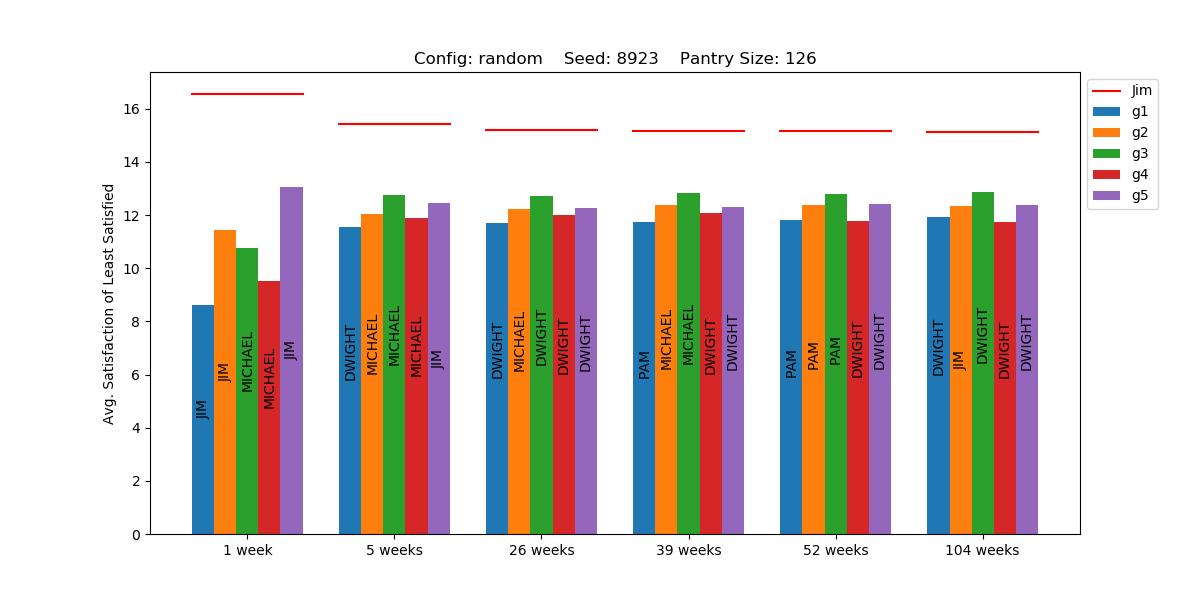 Config: random    Seed: 8923    Pantry Size: 126
Avg. Satisfaction of Least Satisfied
16
14
12
10
8
6
4
2
0
JIM
JIM
MICHAEL
MICHAEL
JIM
DWIGHT
MICHAEL
MICHAEL
MICHAEL
JIM
DWIGHT
MICHAEL
DWIGHT
DWIGHT
DWIGHT
PAM
MICHAEL
MICHAEL
DWIGHT
DWIGHT
PAM
PAM
PAM
DWIGHT
DWIGHT
DWIGHT
JIM
DWIGHT
DWIGHT
DWIGHT
1 week
5 weeks
26 weeks
39 weeks
52 weeks
104 weeks
Jim
g1
g2
g3
g4
g5